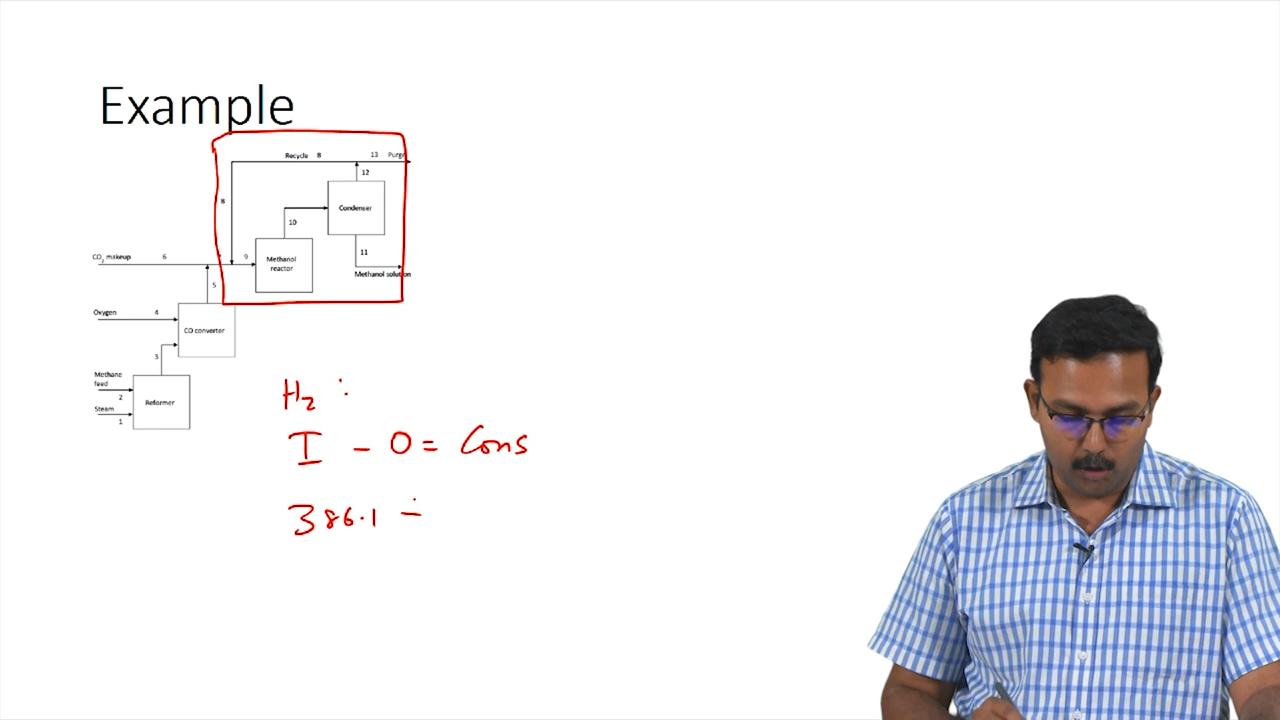 Example
Recycle 8 13 Purge
12
8
Condenser
10
CO2 makeup 6 9
Methanol
reactor
11
Methanol solution
5
Oxygen 4
CO converter
3
Methane
feed
2
Reformer
Steam
1
H2 :
I - O = Cons
386.1 -